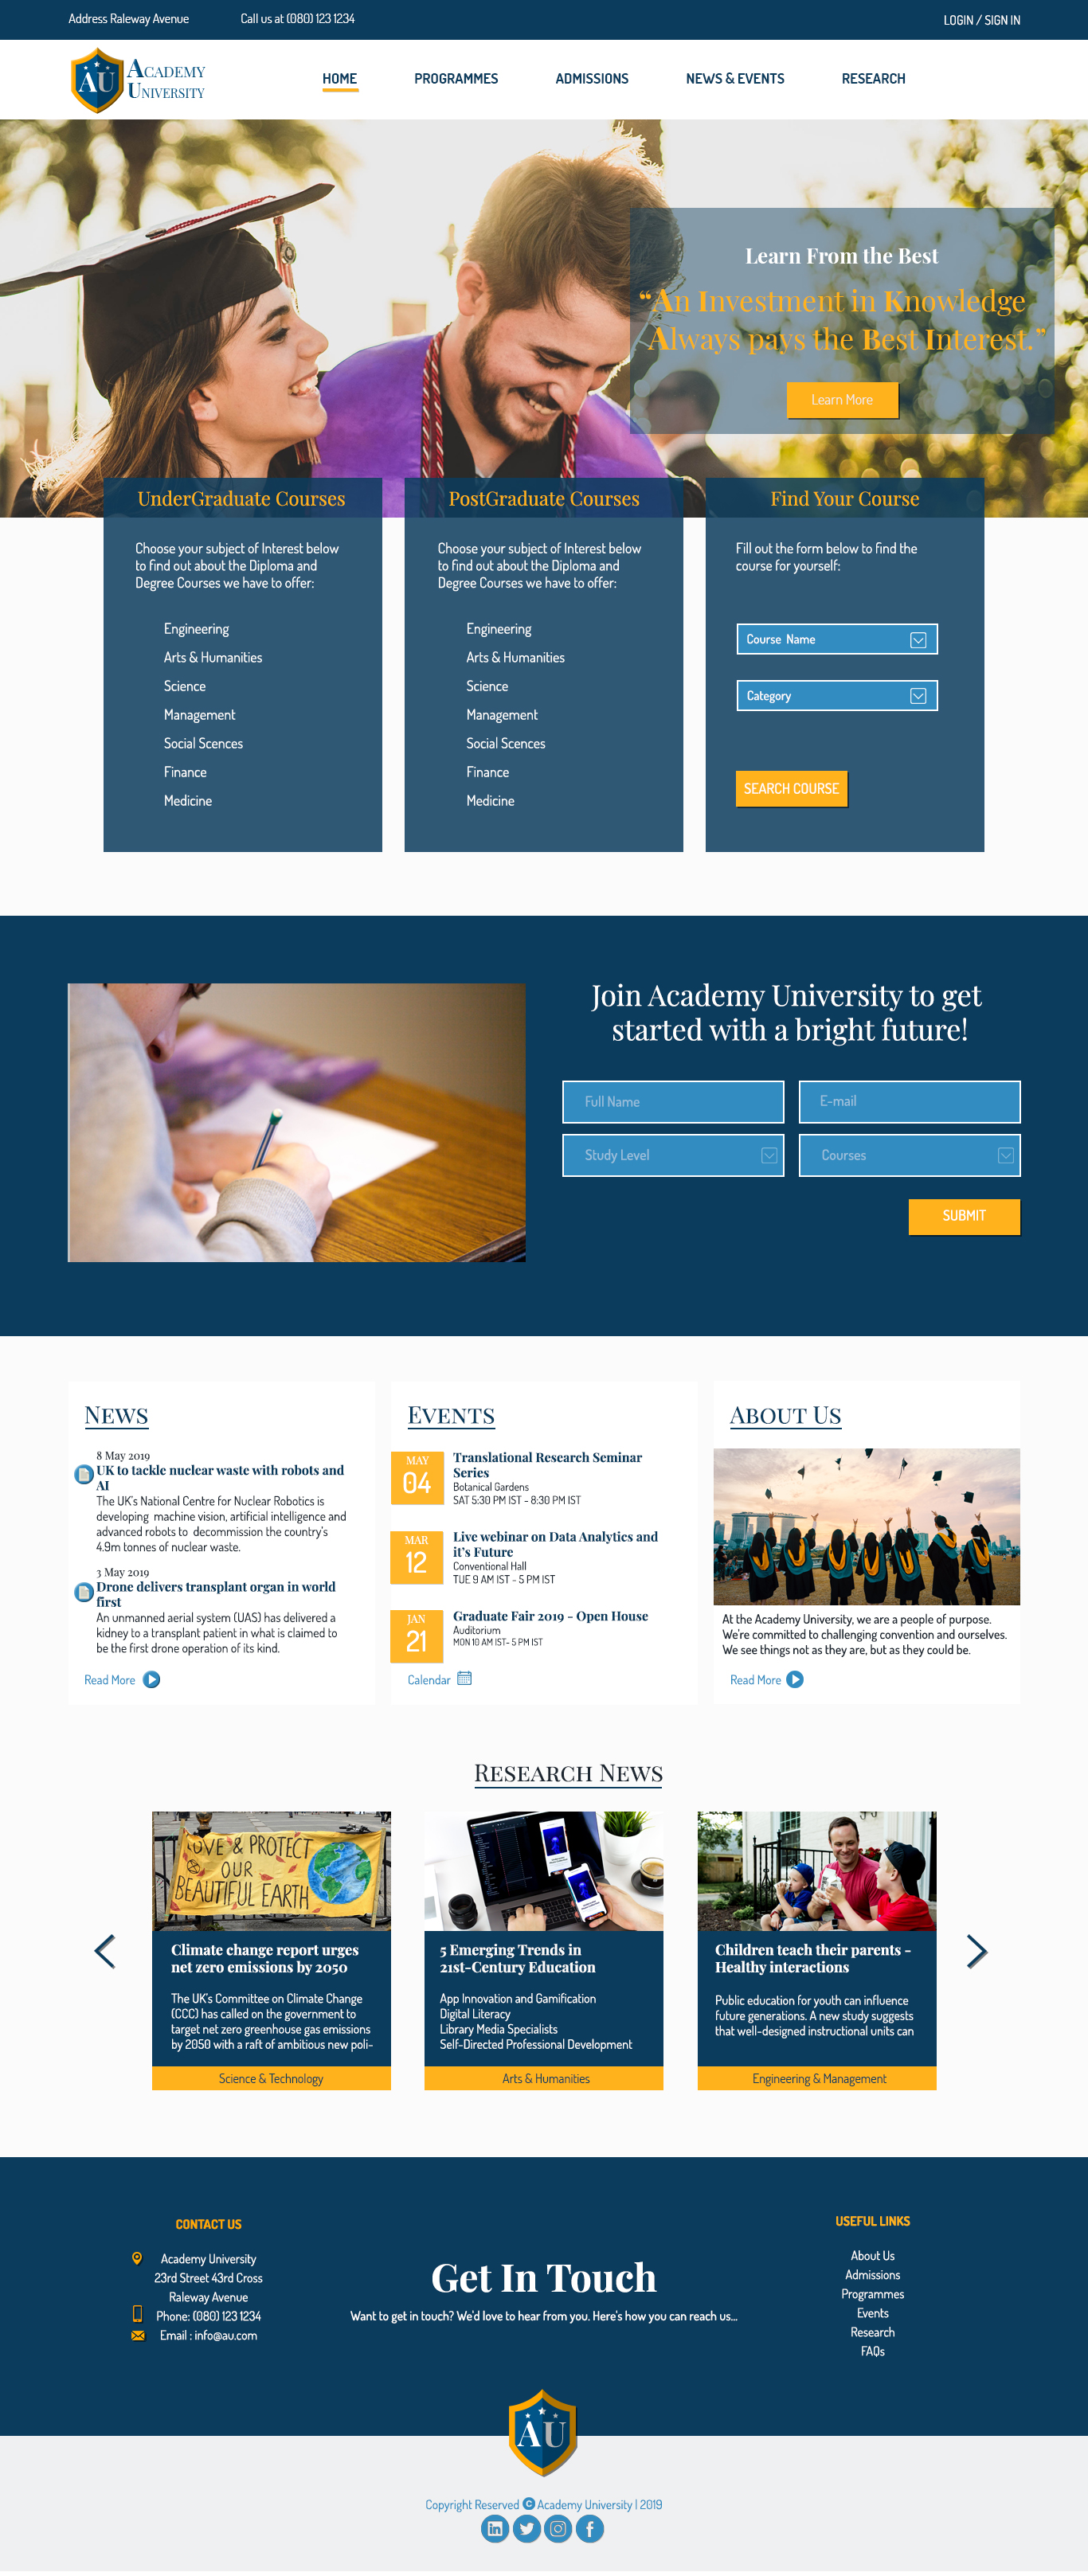 Address Raleway Avenue
Call us at (080) 123 1234
LOGIN / SIGN IN
AU
ACADEMY
UNIVERSITY
HOME
PROGRAMMES
ADMISSIONS
NEWS & EVENTS
RESEARCH
Learn From the Best
“An Investment in Knowledge
Always pays the Best Interest.”
Learn More
UnderGraduate Courses
Choose your subject of Interest below
to find out about the Diploma and
Degree Courses we have to offer:
Engineering
Arts & Humanities
Science
Management
Social Scences
Finance
Medicine
PostGraduate Courses
Choose your subject of Interest below
to find out about the Diploma and
Degree Courses we have to offer:
Engineering
Arts & Humanities
Science
Management
Social Scences
Finance
Medicine
Find Your Course
Fill out the form below to find the
course for yourself:
Course Name
Category
SEARCH COURSE
Join Academy University to get
started with a bright future!
Full Name
E-mail
Study Level
Courses
SUBMIT
NEWS
8 May 2019
UK to tackle nuclear waste with robots and
AI
The UK's National Centre for Nuclear Robotics is
developing machine vision, artificial intelligence and
advanced robots to decommission the country's
4.9m tonnes of nuclear waste.
3 May 2019
Drone delivers transplant organ in world
first
An unmanned aerial system (UAS) has delivered a
kidney to a transplant patient in what is claimed to
be the first drone operation of its kind.
Read More
EVENTS
MAY
04
Translational Research Seminar
Series
Botanical Gardens
SAT 5:30 PM IST - 8:30 PM IST
MAR
12
Live webinar on Data Analytics and
it’s Future
Conventional Hall
TUE 9 AM IST - 5 PM IST
JAN
21
Graduate Fair 2019 - Open House
Auditorium
MON 10 AM IST- 5 PM IST
Calendar
ABOUT US
At the Academy University, we are a people of purpose.
We're committed to challenging convention and ourselves.
We see things not as they are, but as they could be.
Read More
RESEARCH NEWS
LOVE & PROTECT
OUR
BEAUTIFUL EARTH
Climate change report urges
net zero emissions by 2050
The UK's Committee on Climate Change
(CCC) has called on the government to
target net zero greenhouse gas emissions
by 2050 with a raft of ambitious new poli-
Science & Technology
5 Emerging Trends in
21st-Century Education
App Innovation and Gamification
Digital Literacy
Library Media Specialists
Self-Directed Professional Development
Arts & Humanities
Children teach their parents -
Healthy interactions
Public education for youth can influence
future generations. A new study suggests
that well-designed instructional units can
Engineering & Management
CONTACT US
Academy University
23rd Street 43rd Cross
Raleway Avenue
Phone: (080) 123 1234
Email : info@au.com
Get In Touch
Want to get in touch? We'd love to hear from you. Here's how you can reach us...
USEFUL LINKS
About Us
Admissions
Programmes
Events
Research
FAQs
AU
Copyright Reserved © Academy University | 2019